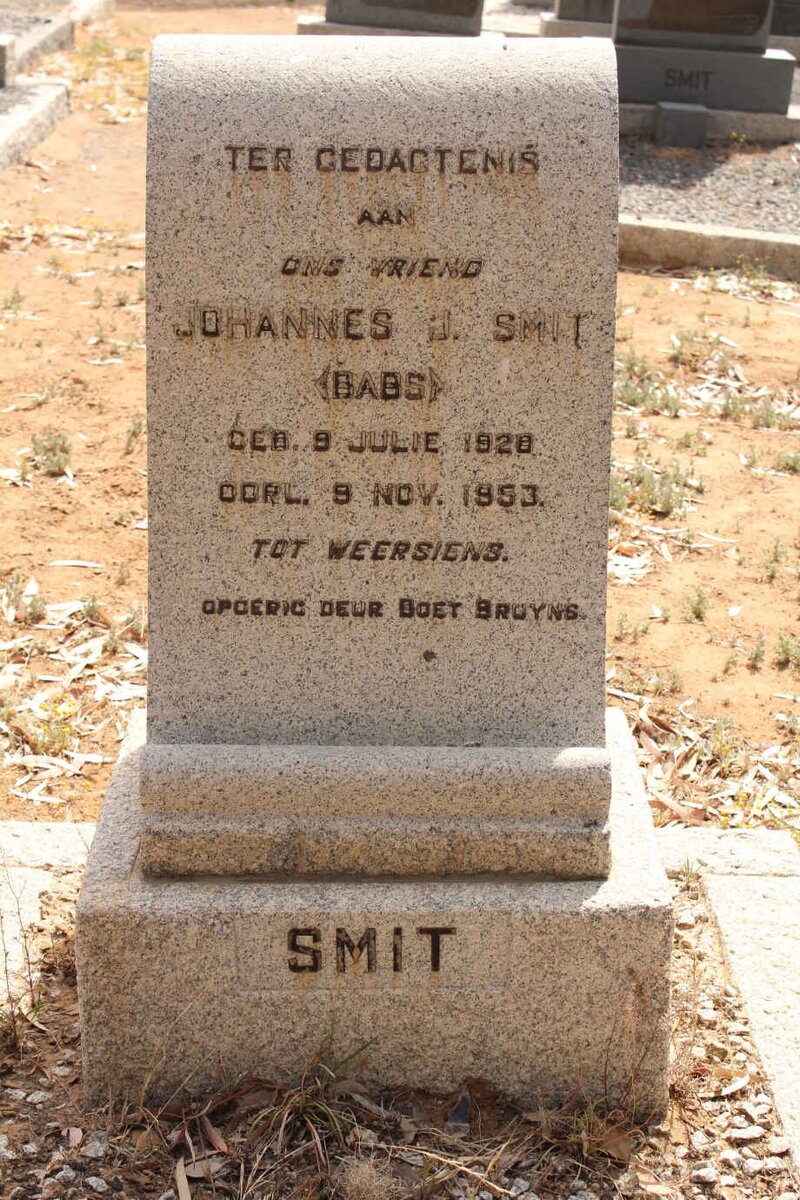 SMIT
TER GEDAGTENIS
AAN
ONS VRIEND
JOHANNES J. SMIT
(BABS)
GEB. 9 JULIE 1928
OORL. 9 NOV. 1953.
TOT WEERSIENS.
OPGERIG DEUR BOET BRUYNS.
SMIT